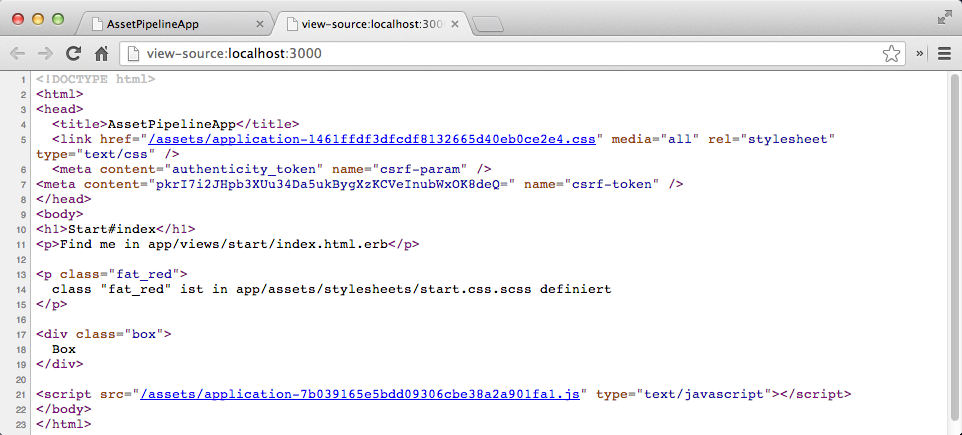 AssetPipelineApp
view-source:localhost:300
view-source:localhost:3000
1 <!DOCTYPE html>
2 <html>
3 <head>
4 <title>AssetPipelineApp</title>
5 <link href="/assets/application-1461ffdf3dfcdf8132665d40eb0ce2e4.css" media="all" rel="stylesheet"
type="text/css" />
6 <meta content="authenticity_token" name="csrf-param" />
7 <meta content="pkrI7i2JHpb3XUu34Da5ukBygXzKCVeInubWxOK8deQ=" name="csrf-token" />
8 </head>
9 <body>
10 <h1>Start#index</h1>
11 <p>Find me in app/views/start/index.html.erb</p>
12
13 <p class="fat_red">
14 class "fat_red" ist in app/assets/stylesheets/start.css.scss definiert
15 </p>
16
17 <div class="box">
18 Box
19 </div>
20
21 <script src="/assets/application-7b039165e5bdd09306cbe38a2a901fa1.js" type="text/javascript"></script>
22 </body>
23 </html>